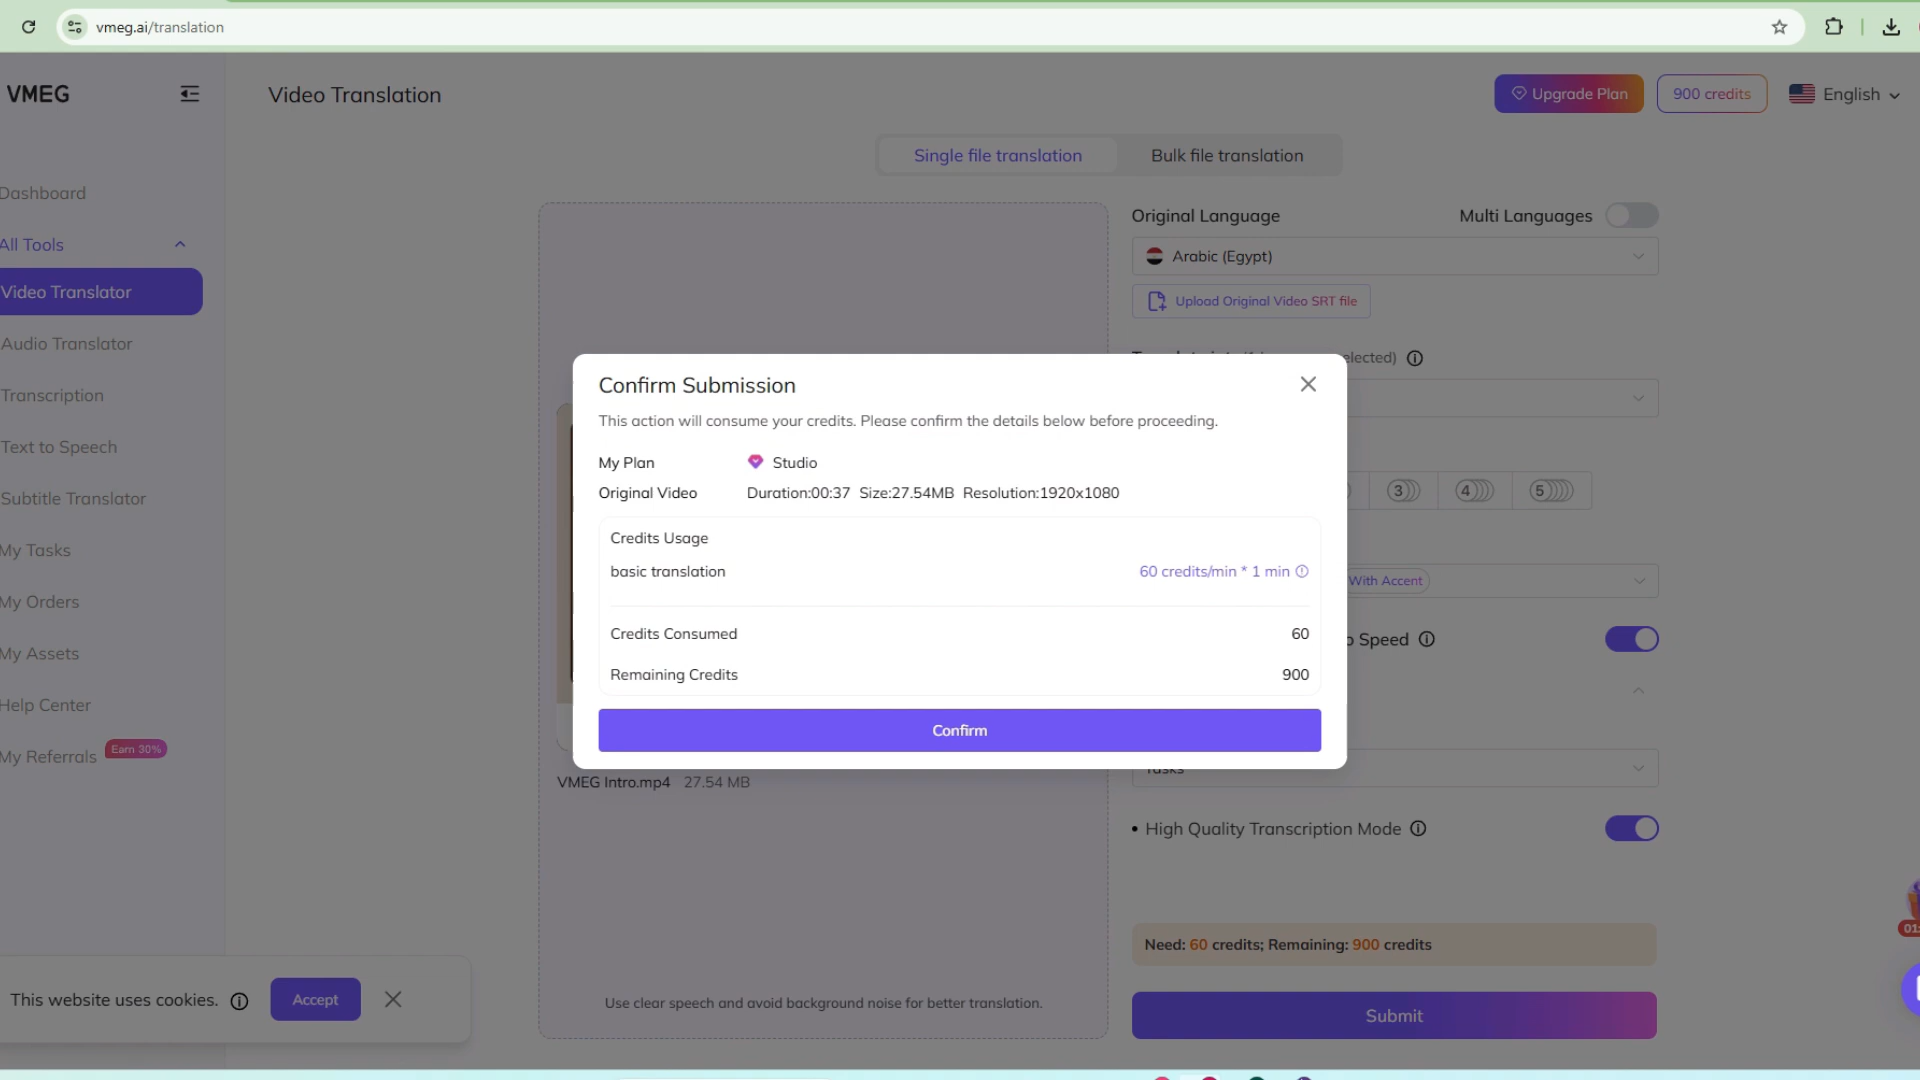 vmeg.ai/translation
VMEG
Video Translation
Upgrade Plan
900 credits
English
Single file translation
Bulk file translation
Dashboard
All Tools
Video Translator
Audio Translator
Transcription
Text to Speech
Subtitle Translator
My Tasks
My Orders
My Assets
Help Center
My Referrals
Earn 30%
Original Language
Multi Languages
Arabic (Egypt)
Upload Original Video SRT file
elected)
3
4
5
With Accent
o Speed
Tasks
High Quality Transcription Mode
Need: 60 credits; Remaining: 900 credits
Submit
Confirm Submission
This action will consume your credits. Please confirm the details below before proceeding.
My Plan Studio
Original Video Duration:00:37 Size:27.54MB Resolution:1920x1080
Credits Usage
basic translation 60 credits/min * 1 min
Credits Consumed 60
Remaining Credits 900
Confirm
VMEG Intro.mp4 27.54 MB
Use clear speech and avoid background noise for better translation.
This website uses cookies.
Accept